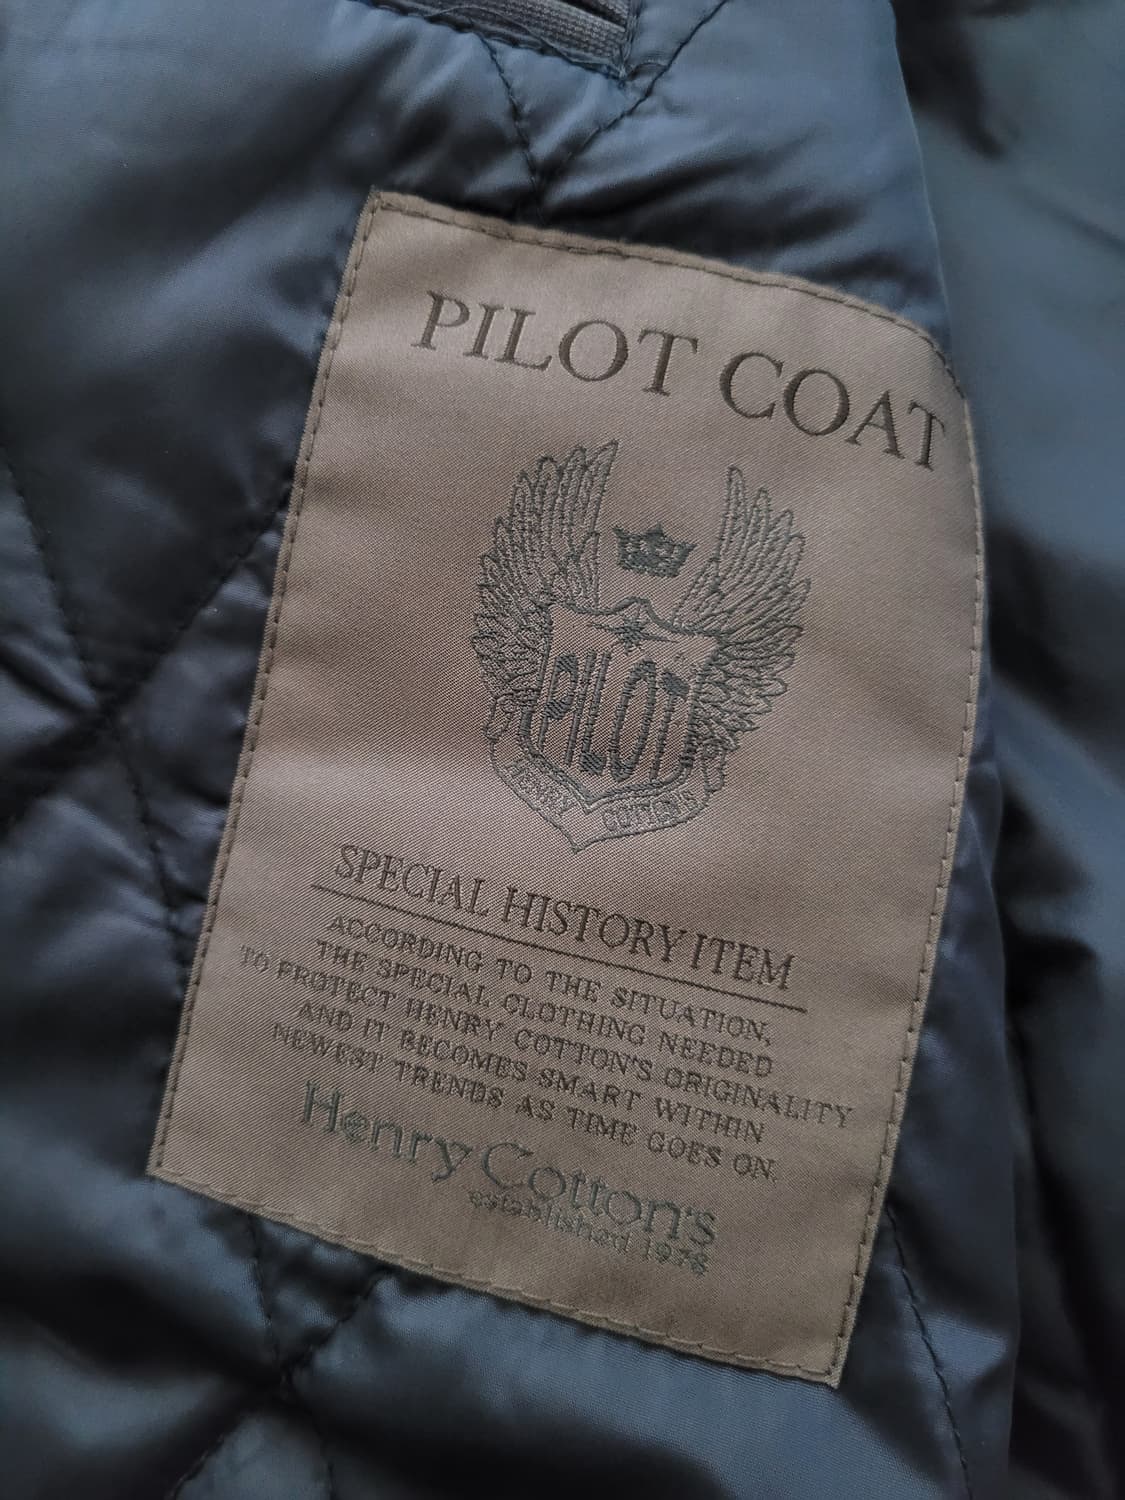 PILOT COAT
PILOT
HENRY COTTON'S
SPECIAL HISTORY ITEM
ACCORDING TO THE SITUATION,
THE SPECIAL CLOTHING NEEDED
TO PROTECT HENRY COTTON'S ORIGINALITY
AND IT BECOMES SMART WITHIN
NEWEST TRENDS AS TIME GOES ON.
Henry Cotton's
established 1978